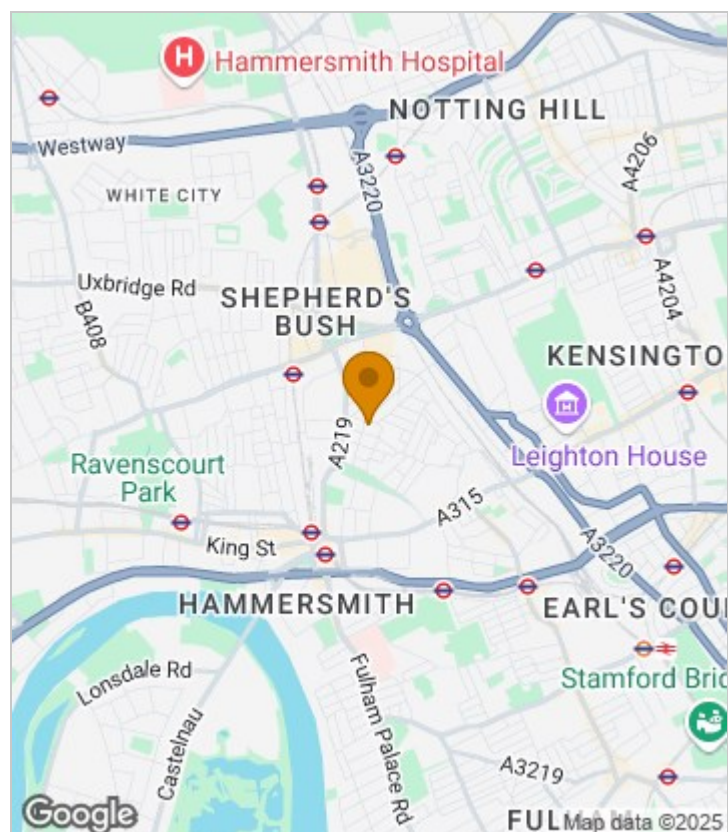 H Hammersmith Hospital
NOTTING HILL
Westway
A3220
A4206
WHITE CITY
Uxbridge Rd
SHEPHERD'S
BUSH
B408
A4204
KENSINGTO
H
Leighton House
A219
Ravenscourt
Park
A315
King St
A3220
HAMMERSMITH
EARL'S COU
Lonsdale Rd
Castelnau
Fulham Palace Rd
Stamford Bridg
A3219
FULHAM
Google
Map data ©2025